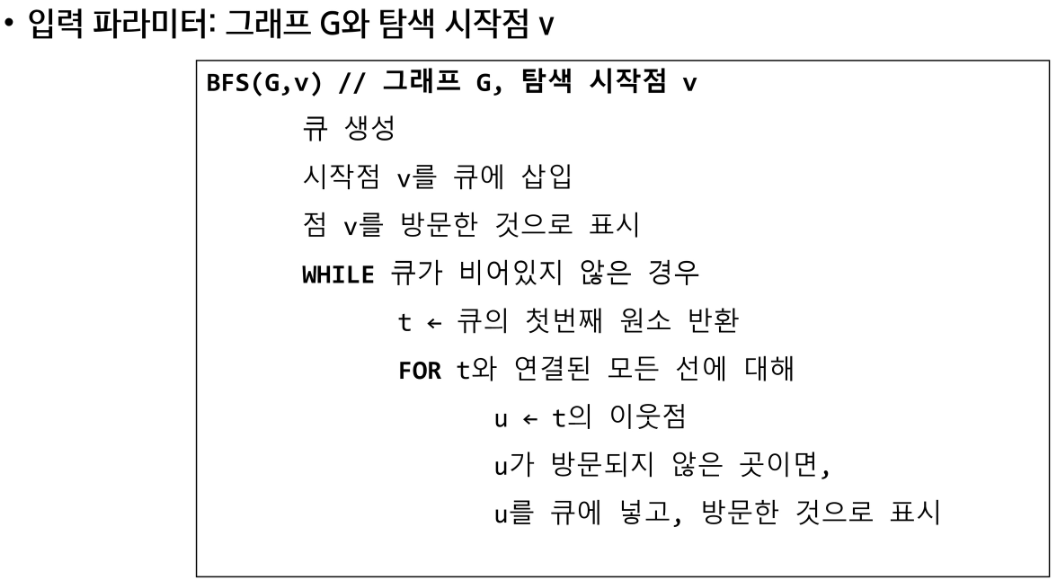 • 입력 파라미터: 그래프 G와 탐색 시작점 v
BFS(G,v) // 그래프 G, 탐색 시작점 v
큐 생성
시작점 v를 큐에 삽입
점 v를 방문한 것으로 표시
WHILE 큐가 비어있지 않은 경우
t ← 큐의 첫번째 원소 반환
FOR t와 연결된 모든 선에 대해
u ← t의 이웃점
u가 방문되지 않은 곳이면,
u를 큐에 넣고, 방문한 것으로 표시